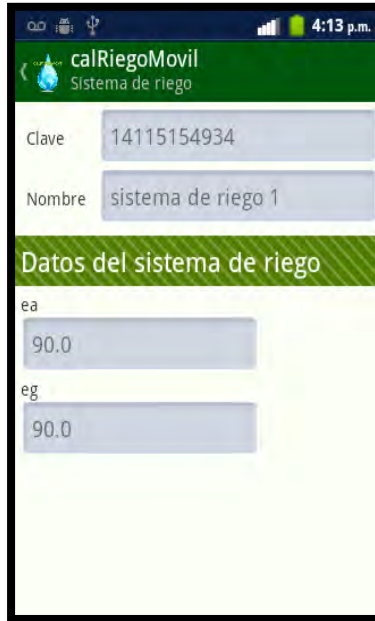 4:13 p.m.
calRiegoMovil
Sistema de riego
Clave 14115154934
Nombre sistema de riego 1
Datos del sistema de riego
ea
90.0
eg
90.0